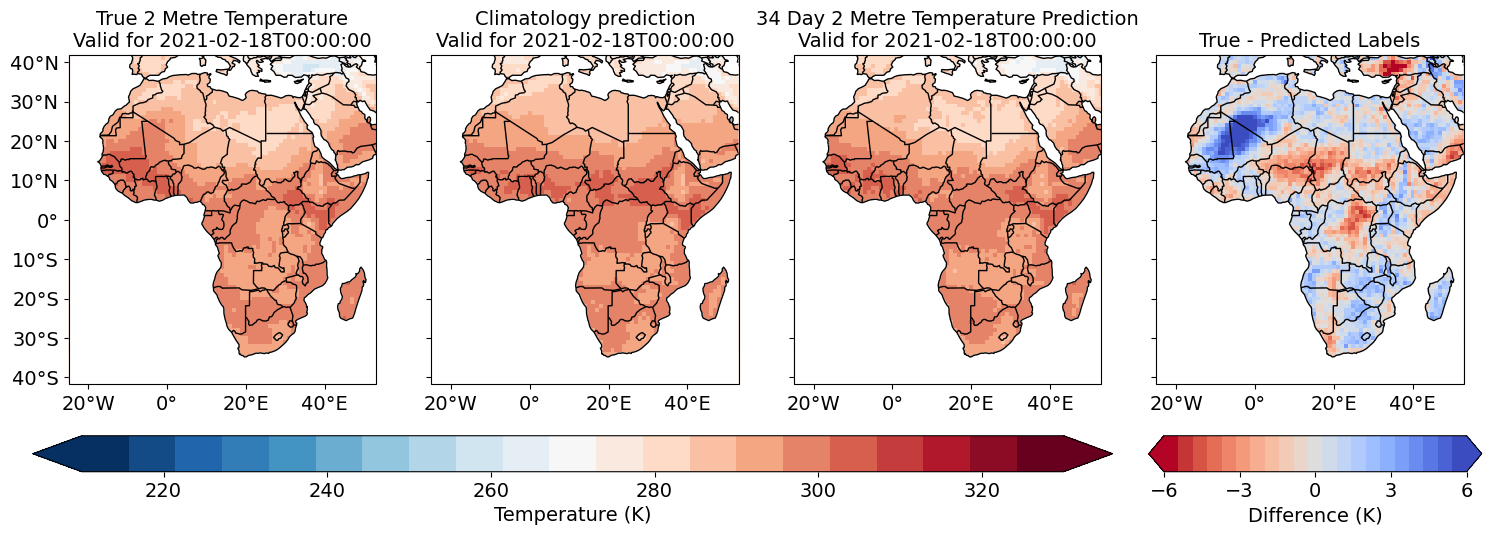 True 2 Metre Temperature
Valid for 2021-02-18T00:00:00
Climatology prediction
Valid for 2021-02-18T00:00:00
34 Day 2 Metre Temperature Prediction
Valid for 2021-02-18T00:00:00
True - Predicted Labels
40°N
30°N
20°N
10°N
0°
10°S
20°S
30°S
40°S
20°W 0° 20°E 40°E
20°W 0° 20°E 40°E
20°W 0° 20°E 40°E
20°W 0° 20°E 40°E
220 240 260 280 300 320
Temperature (K)
−6 −3 0 3 6
Difference (K)